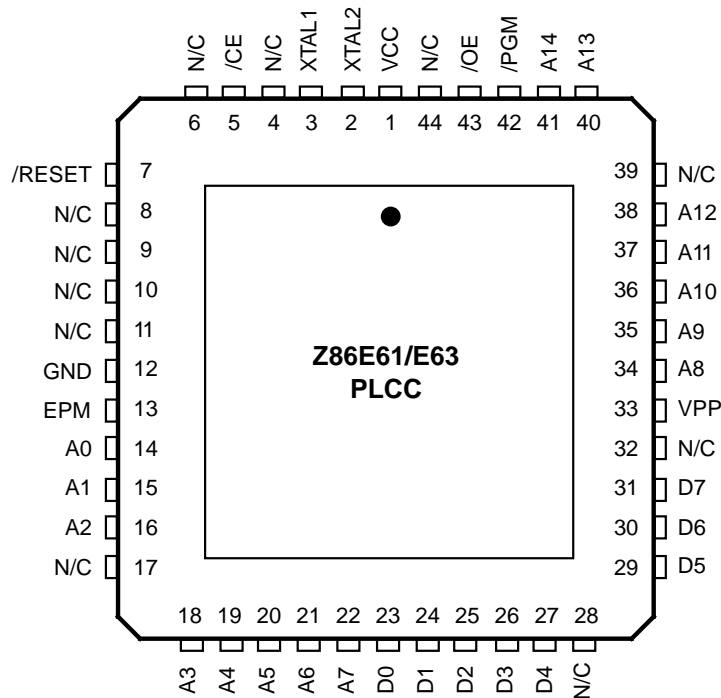 N/C /CE N/C XTAL1 XTAL2 VCC N/C /OE /PGM A14 A13
6 5 4 3 2 1 44 43 42 41 40
/RESET 7 39 N/C
N/C 8 38 A12
N/C 9 37 A11
N/C 10 36 A10
N/C 11 35 A9
Z86E61/E63
GND 12 34 A8
PLCC
EPM 13 33 VPP
A0 14 32 N/C
A1 15 31 D7
A2 16 30 D6
N/C 17 29 D5
18 19 20 21 22 23 24 25 26 27 28
A3 A4 A5 A6 A7 D0 D1 D2 D3 D4 N/C